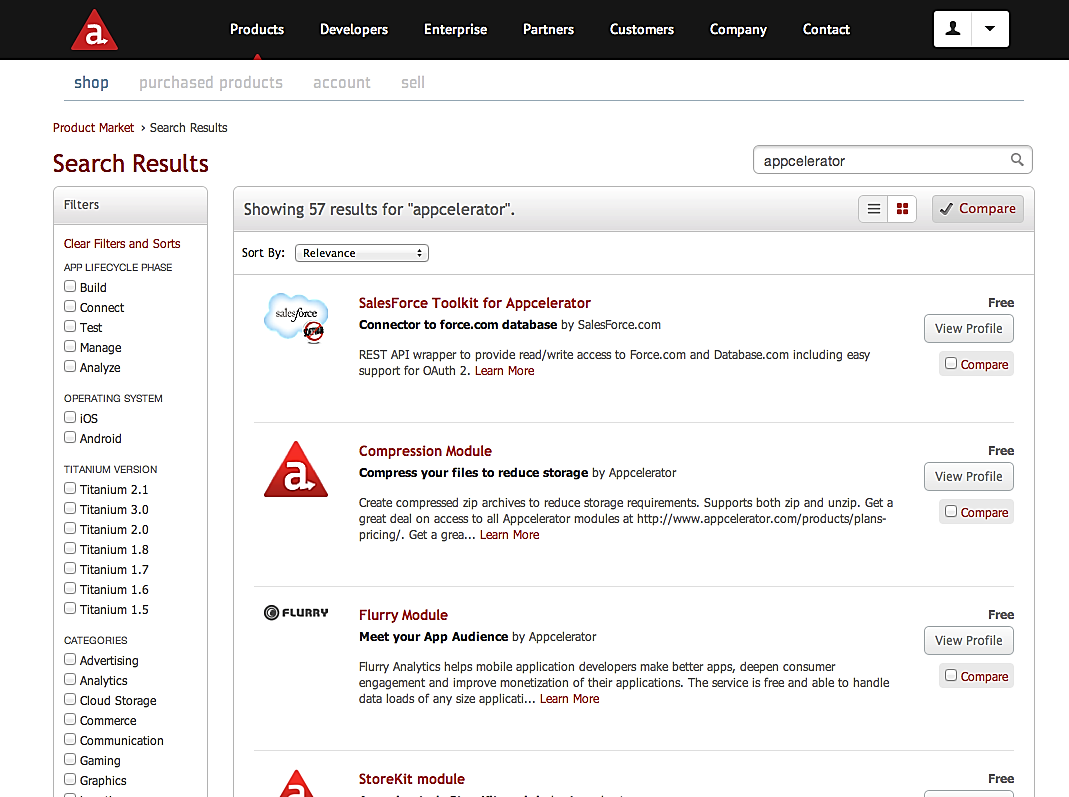 a
Products Developers Enterprise Partners Customers Company Contact
shop purchased products account sell
Product Market › Search Results
Search Results
appcelerator
Filters
Clear Filters and Sorts
APP LIFECYCLE PHASE
Build
Connect
Test
Manage
Analyze
OPERATING SYSTEM
iOS
Android
TITANIUM VERSION
Titanium 2.1
Titanium 3.0
Titanium 2.0
Titanium 1.8
Titanium 1.7
Titanium 1.6
Titanium 1.5
CATEGORIES
Advertising
Analytics
Cloud Storage
Commerce
Communication
Gaming
Graphics
Showing 57 results for "appcelerator".
Compare
Sort By: Relevance
salesforce
SalesForce Toolkit for Appcelerator
Free
Connector to force.com database by SalesForce.com
View Profile
REST API wrapper to provide read/write access to Force.com and Database.com including easy
support for OAuth 2. Learn More
Compare
a
Compression Module
Free
Compress your files to reduce storage by Appcelerator
View Profile
Create compressed zip archives to reduce storage requirements. Supports both zip and unzip. Get a
great deal on access to all Appcelerator modules at http://www.appcelerator.com/products/plans-
pricing/. Get a grea... Learn More
Compare
FLURRY
Flurry Module
Free
Meet your App Audience by Appcelerator
View Profile
Flurry Analytics helps mobile application developers make better apps, deepen consumer
engagement and improve monetization of their applications. The service is free and able to handle
data loads of any size applicati... Learn More
Compare
StoreKit module
Free